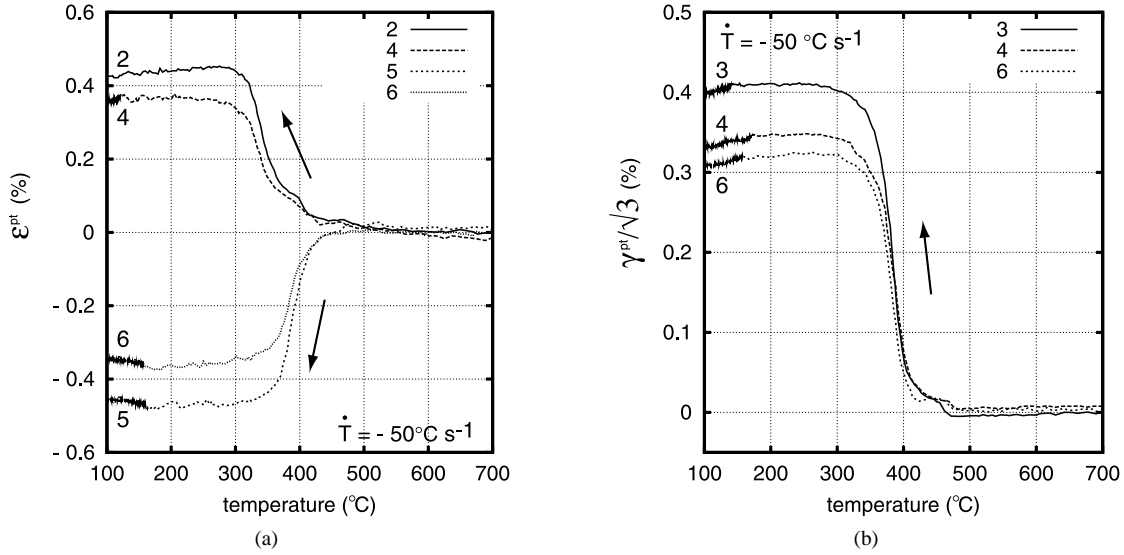 0.6
0.4
0.2
0
- 0.2
- 0.4
- 0.6
εᵖᵗ (%)
2
4
5
6
2
4
6
5
Ṫ = - 50°C s⁻¹
100 200 300 400 500 600 700
temperature (°C)
(a)
0.5
0.4
0.3
0.2
0.1
0
γᵖᵗ/√3 (%)
Ṫ = - 50 °C s⁻¹
3
4
6
3
4
6
100 200 300 400 500 600 700
temperature (°C)
(b)